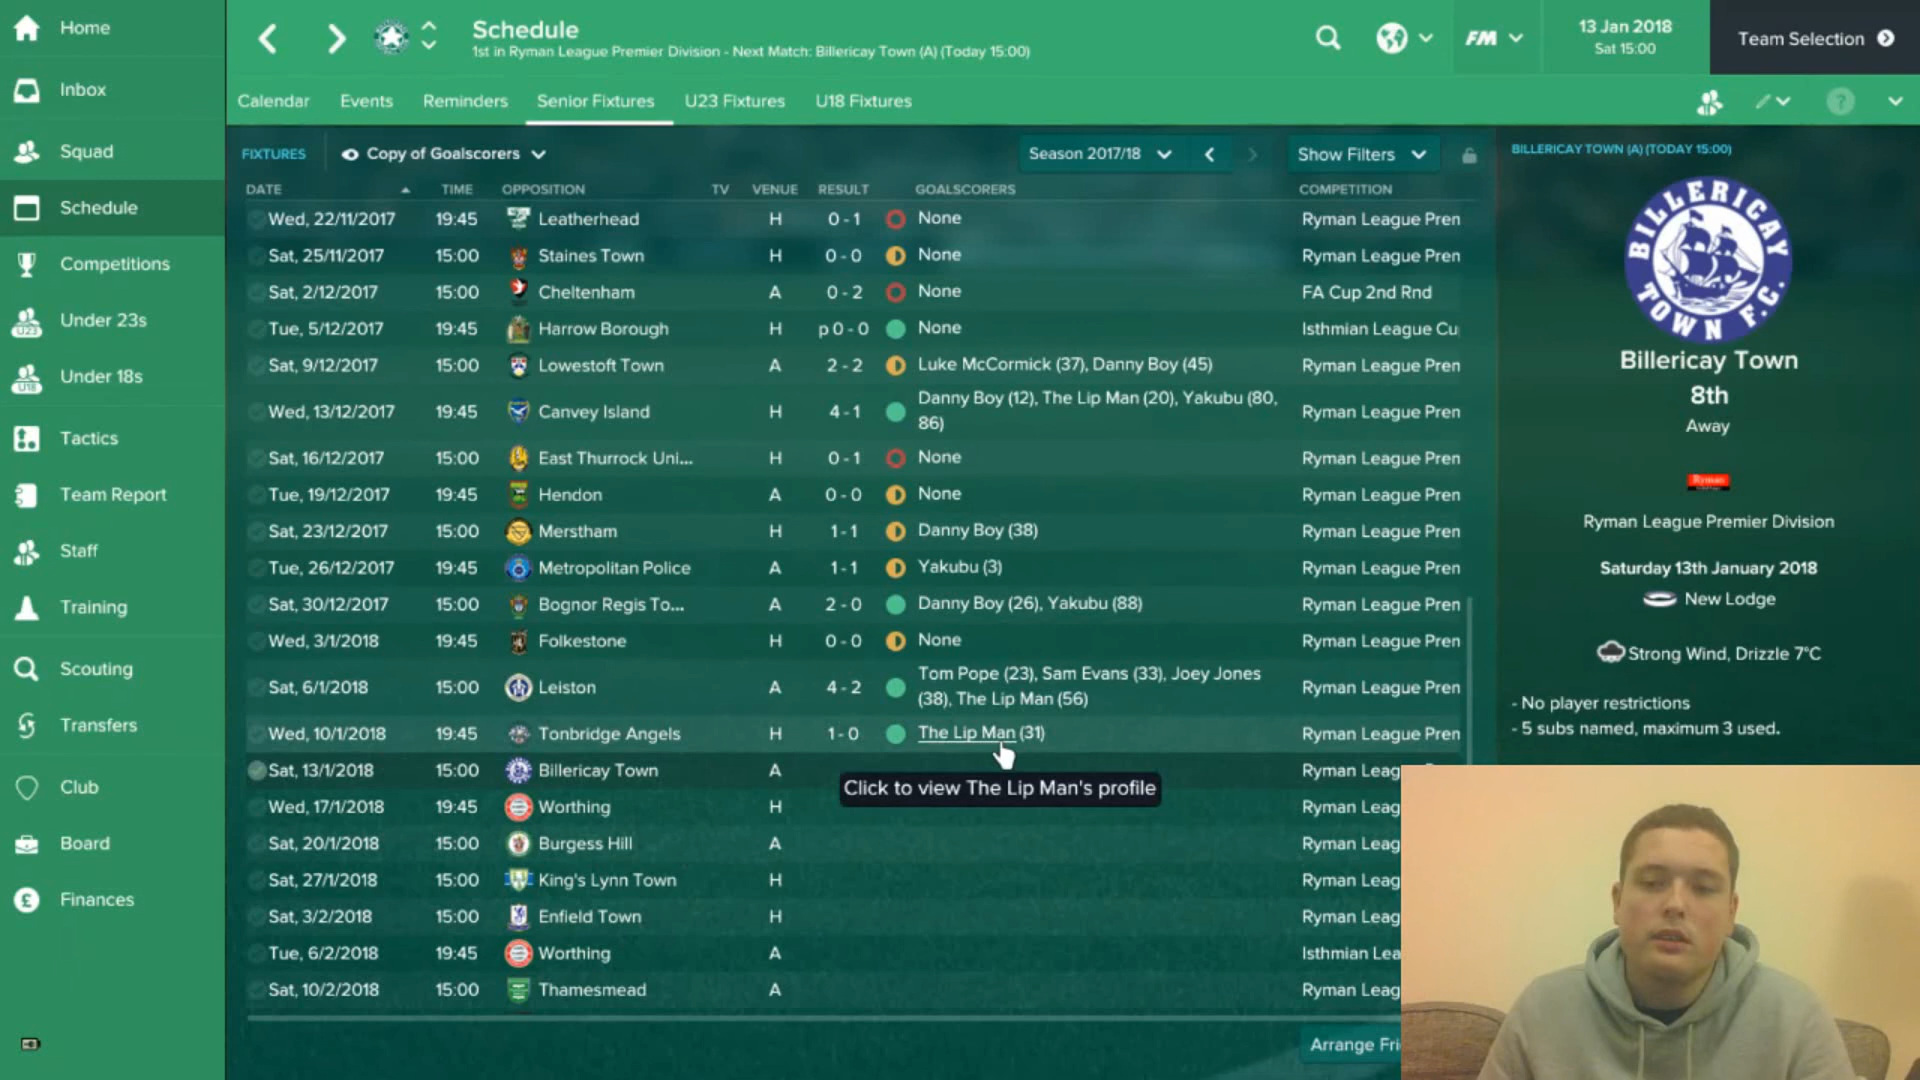 Home
Inbox
Squad
Schedule
Competitions
Under 23s
U23
Under 18s
U18
Tactics
Team Report
Staff
Training
Scouting
Transfers
Club
Board
Finances
Schedule
1st in Ryman League Premier Division - Next Match: Billericay Town (A) (Today 15:00)
FM
13 Jan 2018
Sat 15:00
Team Selection
Calendar Events Reminders Senior Fixtures U23 Fixtures U18 Fixtures
FIXTURES Copy of Goalscorers Season 2017/18 Show Filters
DATE TIME OPPOSITION TV VENUE RESULT GOALSCORERS COMPETITION
Wed, 22/11/2017 19:45 Leatherhead H 0 - 1 None Ryman League Pren
Sat, 25/11/2017 15:00 Staines Town H 0 - 0 None Ryman League Pren
Sat, 2/12/2017 15:00 Cheltenham A 0 - 2 None FA Cup 2nd Rnd
Tue, 5/12/2017 19:45 Harrow Borough H p 0 - 0 None Isthmian League Cu
Sat, 9/12/2017 15:00 Lowestoft Town A 2 - 2 Luke McCormick (37), Danny Boy (45) Ryman League Pren
Wed, 13/12/2017 19:45 Canvey Island H 4 - 1 Danny Boy (12), The Lip Man (20), Yakubu (80, Ryman League Pren
86)
Sat, 16/12/2017 15:00 East Thurrock Uni... H 0 - 1 None Ryman League Pren
Tue, 19/12/2017 19:45 Hendon A 0 - 0 None Ryman League Pren
Sat, 23/12/2017 15:00 Merstham H 1 - 1 Danny Boy (38) Ryman League Pren
Tue, 26/12/2017 19:45 Metropolitan Police A 1 - 1 Yakubu (3) Ryman League Pren
Sat, 30/12/2017 15:00 Bognor Regis To... A 2 - 0 Danny Boy (26), Yakubu (88) Ryman League Pren
Wed, 3/1/2018 19:45 Folkestone H 0 - 0 None Ryman League Pren
Sat, 6/1/2018 15:00 Leiston A 4 - 2 Tom Pope (23), Sam Evans (33), Joey Jones Ryman League Pren
(38), The Lip Man (56)
Wed, 10/1/2018 19:45 Tonbridge Angels H 1 - 0 The Lip Man (31) Ryman League Pren
Sat, 13/1/2018 15:00 Billericay Town A Ryman Leag
Click to view The Lip Man's profile
Wed, 17/1/2018 19:45 Worthing H Ryman Leag
Sat, 20/1/2018 15:00 Burgess Hill A Ryman Leag
Sat, 27/1/2018 15:00 King's Lynn Town H Ryman Leag
Sat, 3/2/2018 15:00 Enfield Town H Ryman Leag
Tue, 6/2/2018 19:45 Worthing A Isthmian Lea
Sat, 10/2/2018 15:00 Thamesmead A Ryman Leag
Arrange Fri
BILLERICAY TOWN (A) (TODAY 15:00)
BILLERICAY
TOWN F.C.
Billericay Town
8th
Away
Ryman
Ryman League Premier Division
Saturday 13th January 2018
New Lodge
Strong Wind, Drizzle 7°C
- No player restrictions
- 5 subs named, maximum 3 used.